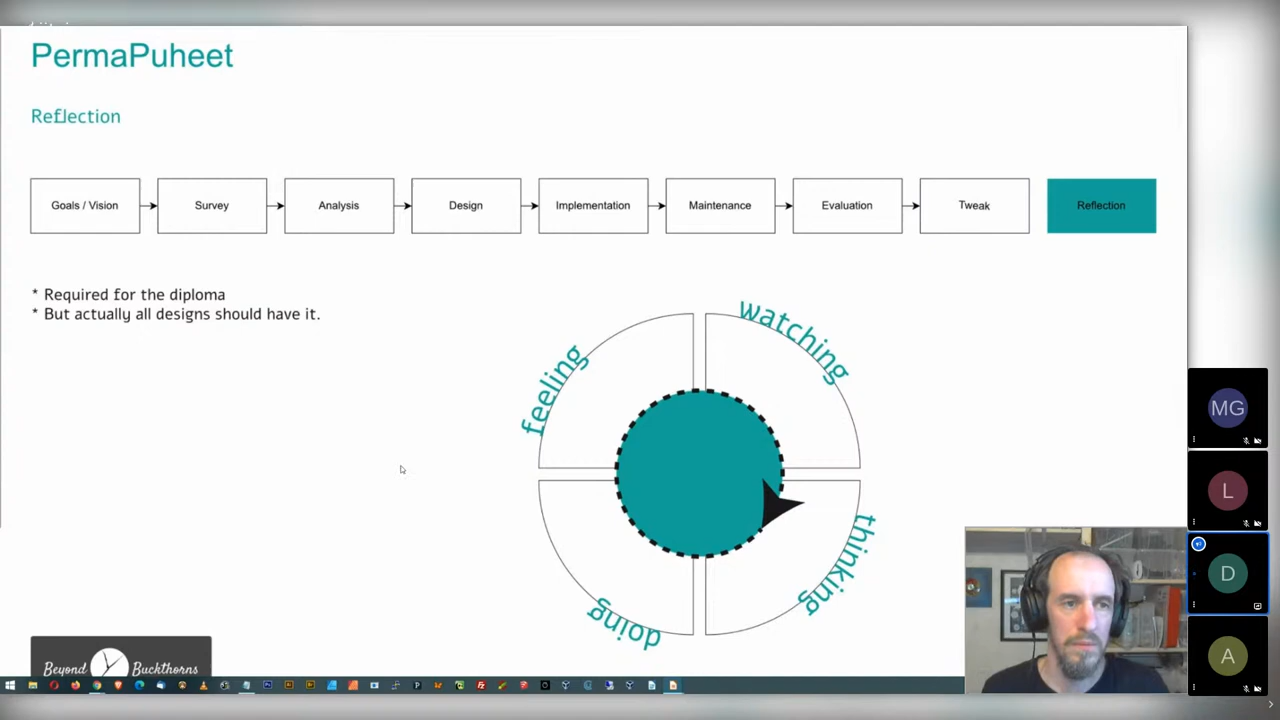 PermaPuheet
Reflection
Goals / Vision
Survey
Analysis
Design
Implementation
Maintenance
Evaluation
Tweak
Reflection
* Required for the diploma
* But actually all designs should have it.
feeling
watching
thinking
doing
Beyond Buckthorns
MG
L
D
A